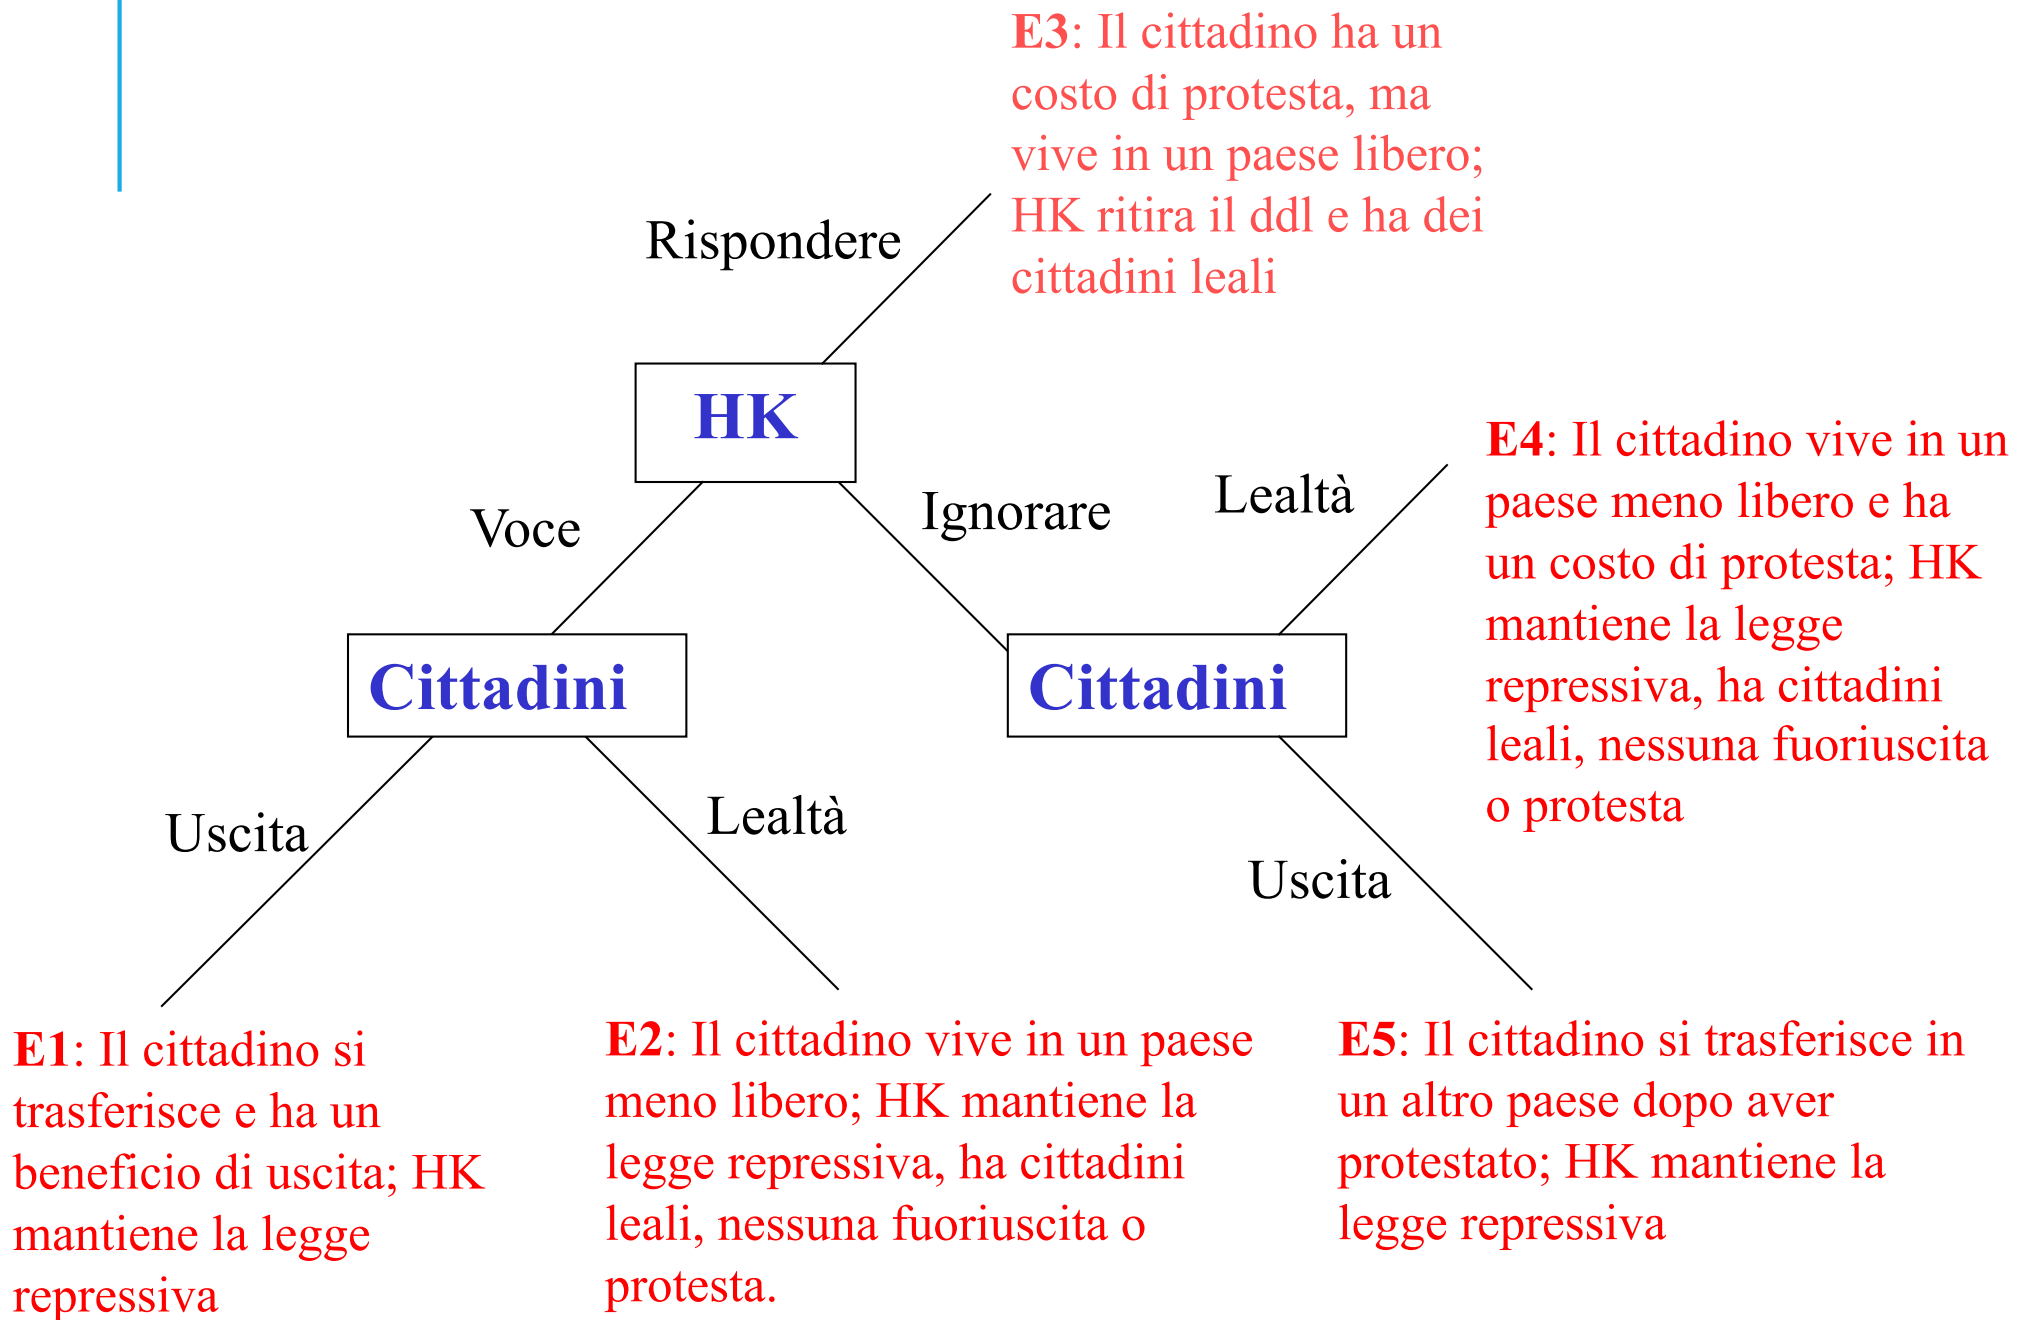 E3: Il cittadino ha un
costo di protesta, ma
vive in un paese libero;
HK ritira il ddl e ha dei
cittadini leali
Rispondere
HK
Voce
Ignorare
Lealtà
E4: Il cittadino vive in un
paese meno libero e ha
un costo di protesta; HK
mantiene la legge
repressiva, ha cittadini
leali, nessuna fuoriuscita
o protesta
Cittadini
Cittadini
Uscita
Lealtà
Uscita
E1: Il cittadino si
trasferisce e ha un
beneficio di uscita; HK
mantiene la legge
repressiva
E2: Il cittadino vive in un paese
meno libero; HK mantiene la
legge repressiva, ha cittadini
leali, nessuna fuoriuscita o
protesta.
E5: Il cittadino si trasferisce in
un altro paese dopo aver
protestato; HK mantiene la
legge repressiva